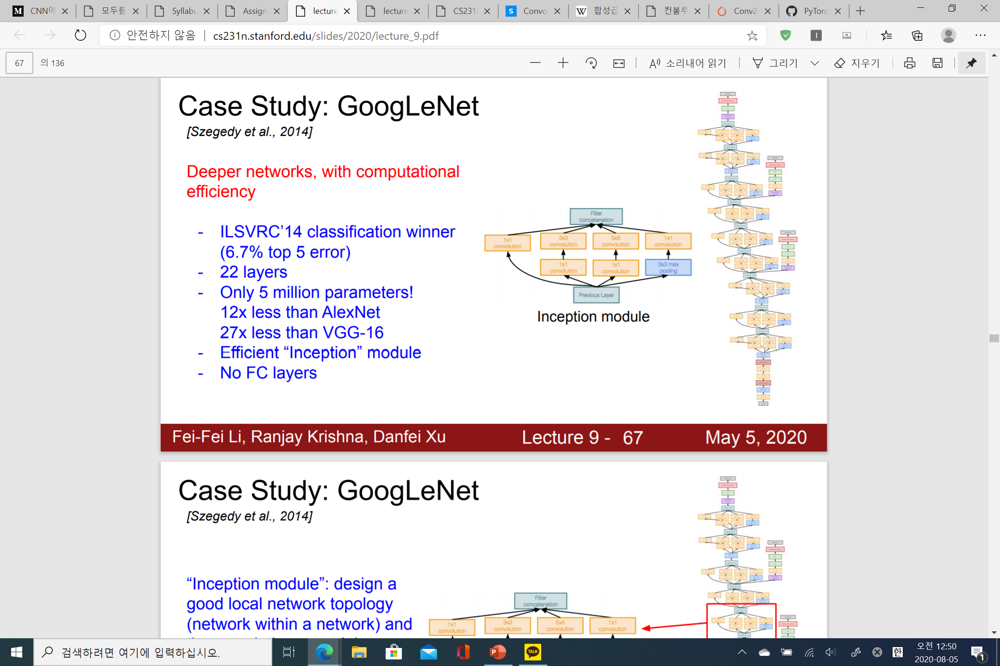 CNN에
모두를
Syllabu
Assign
lecture
lecture
CS231n
Convo
합성곱
컨볼루
Conv2
PyTorc
안전하지 않음
cs231n.stanford.edu/slides/2020/lecture_9.pdf
67
의 136
소리내어 읽기
그리기
지우기
Case Study: GoogLeNet
[Szegedy et al., 2014]
Deeper networks, with computational
efficiency
- ILSVRC’14 classification winner
(6.7% top 5 error)
- 22 layers
- Only 5 million parameters!
12x less than AlexNet
27x less than VGG-16
- Efficient “Inception” module
- No FC layers
Filter
concatenation
1x1
convolution
3x3
convolution
5x5
convolution
1x1
convolution
1x1
convolution
1x1
convolution
3x3 max
pooling
Previous Layer
Inception module
Fei-Fei Li, Ranjay Krishna, Danfei Xu
Lecture 9 - 67
May 5, 2020
Case Study: GoogLeNet
[Szegedy et al., 2014]
“Inception module”: design a
good local network topology
(network within a network) and
Filter
concatenation
1x1
convolution
3x3
convolution
5x5
convolution
1x1
convolution
검색하려면 여기에 입력하십시오.
TALK
한
오전 12:50
2020-08-05
1